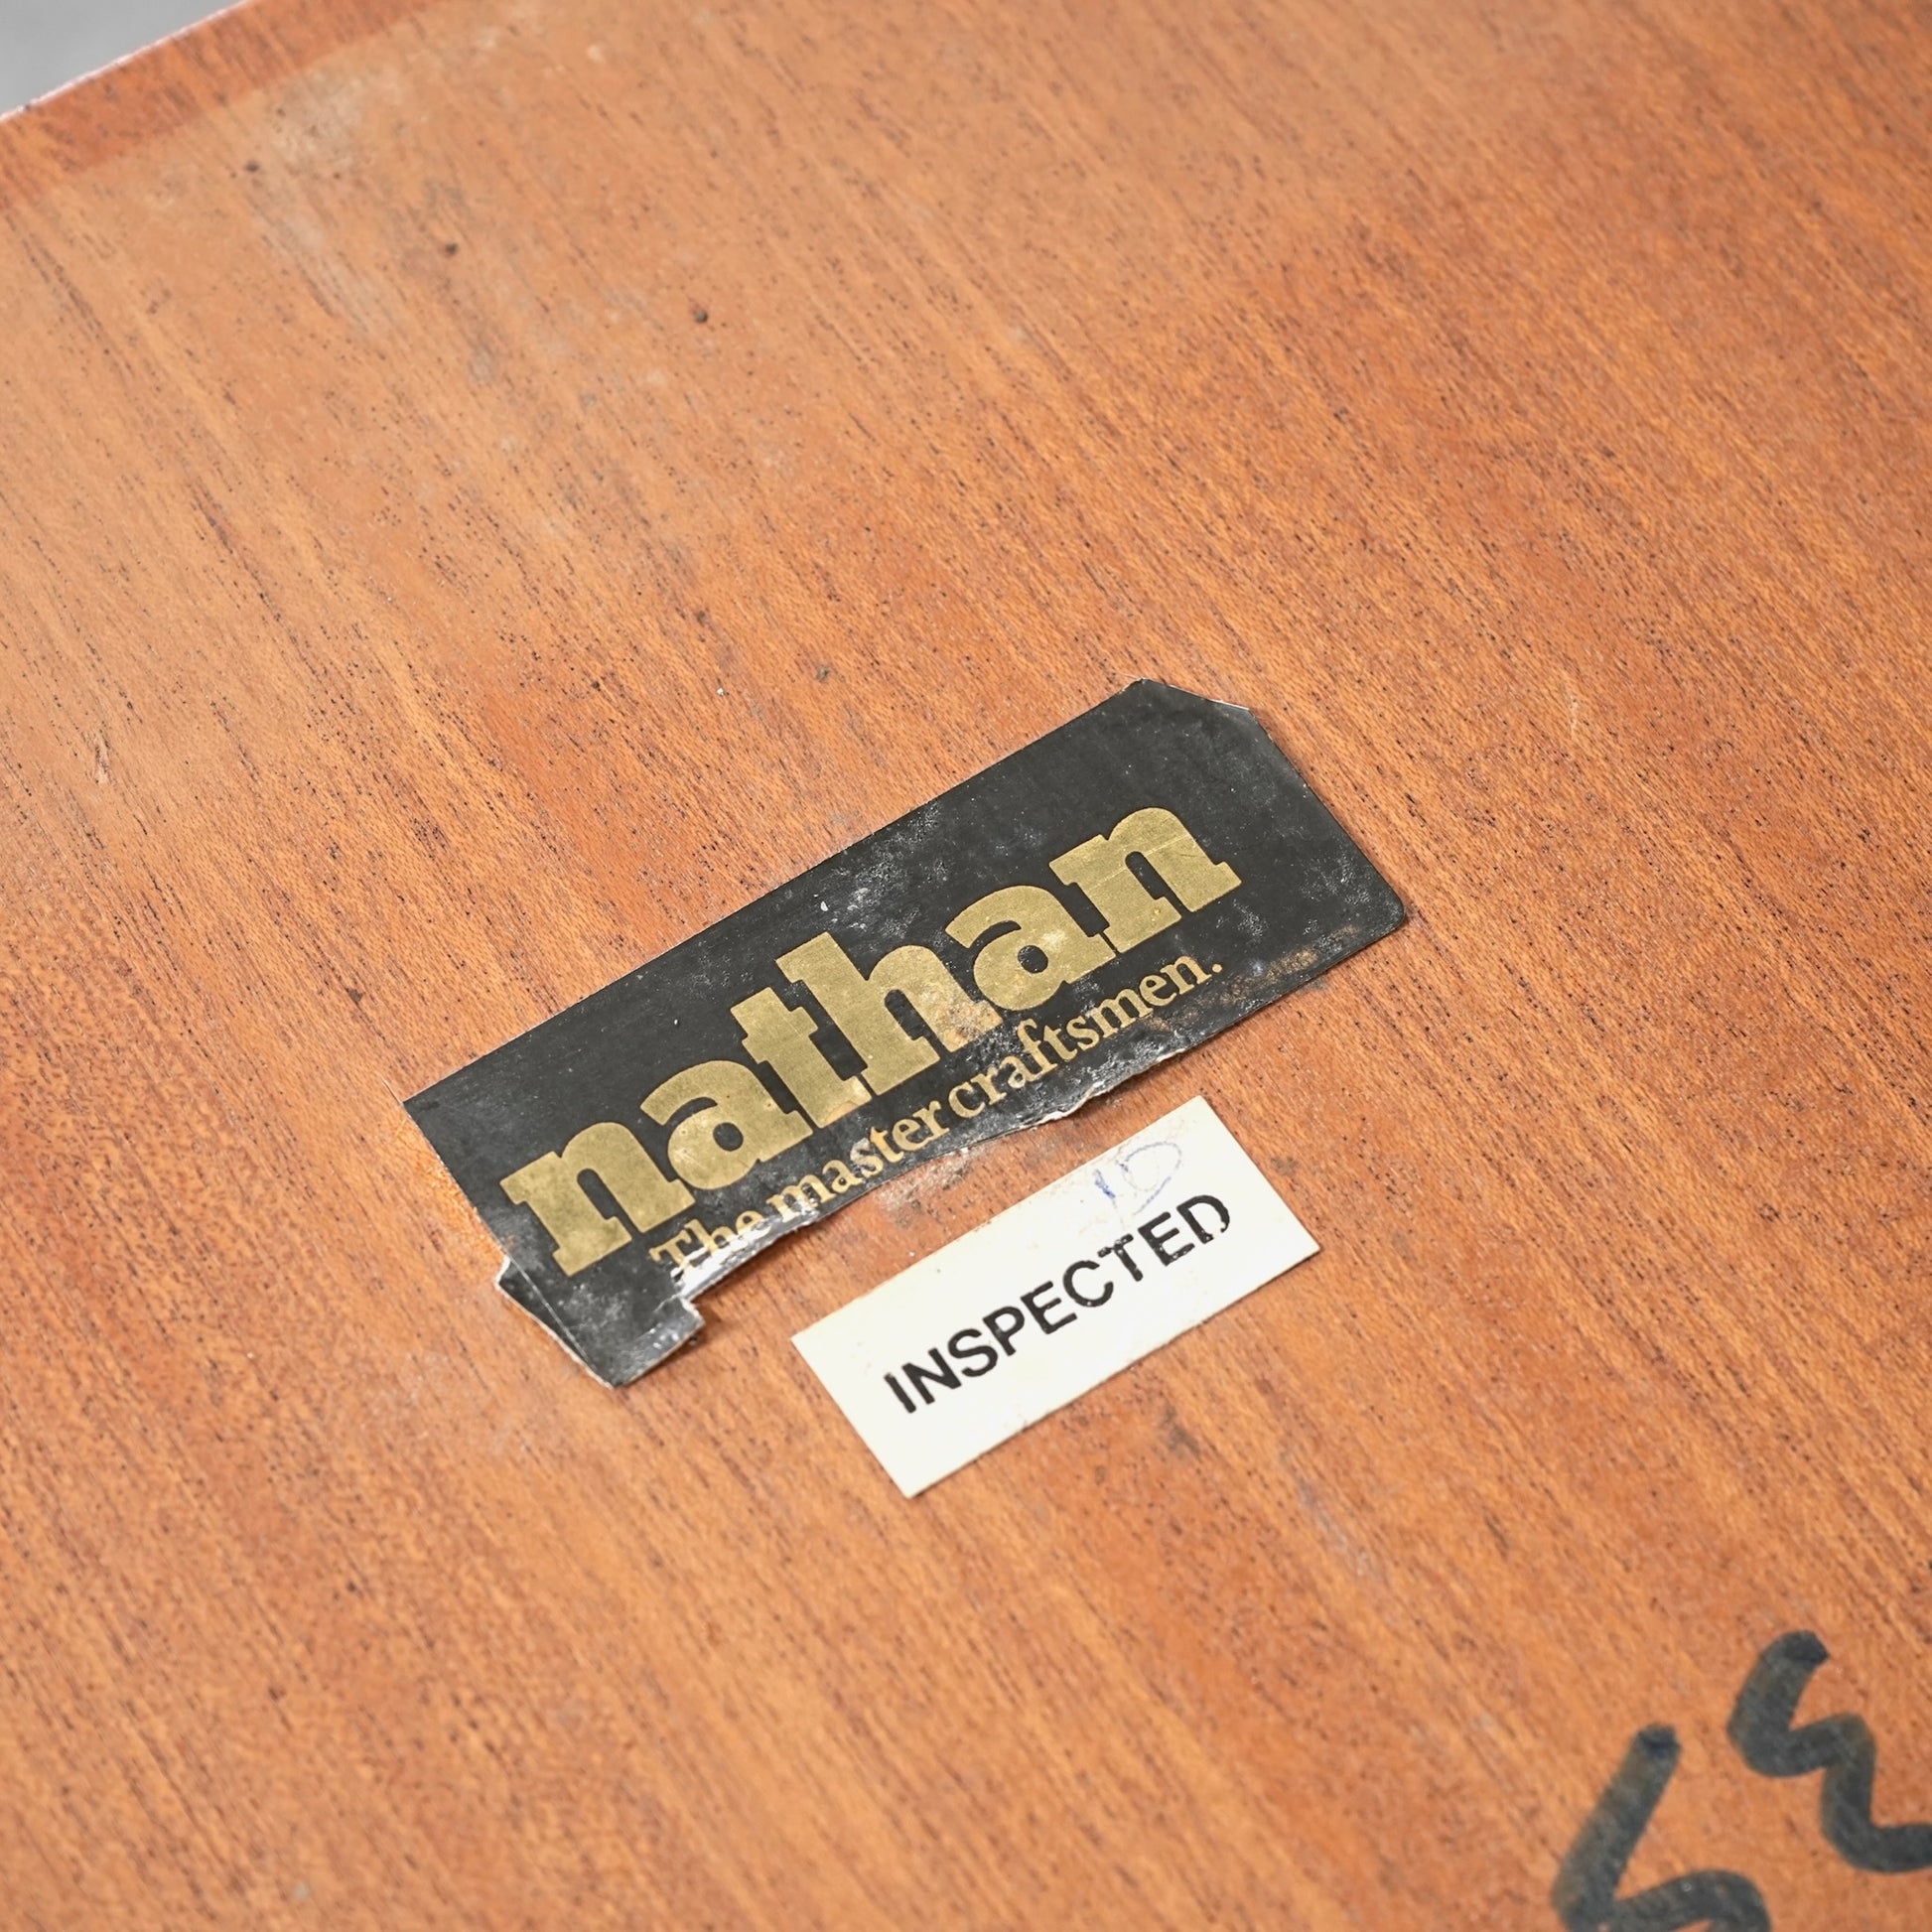 nathan
The master craftsmen.
INSPECTED